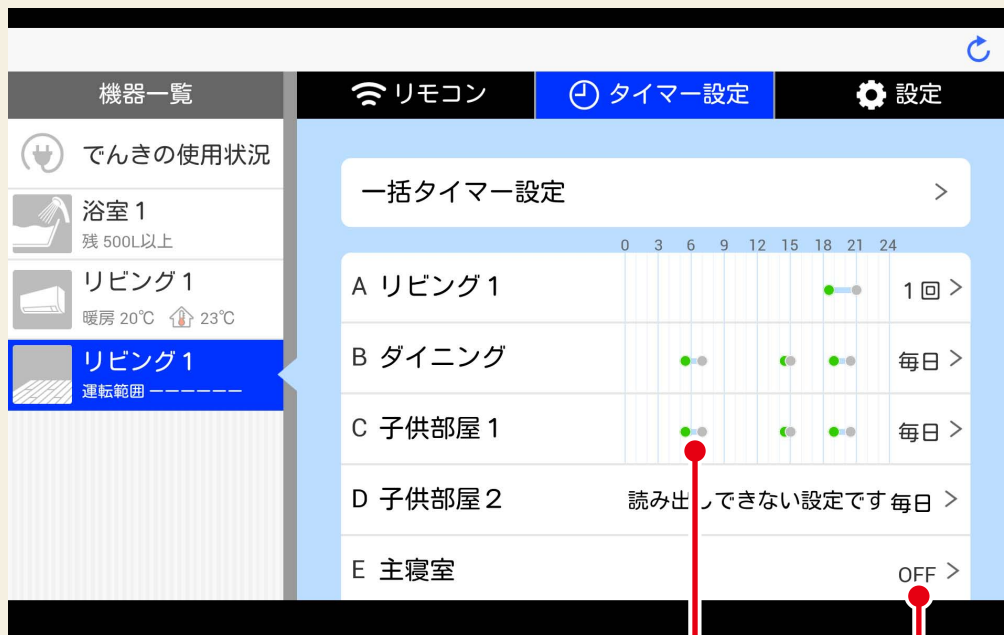 機器一覧
リモコン
タイマー設定
設定
でんきの使用状況
浴室1
残 500L以上
リビング1
暖房 20℃ 23℃
リビング1
運転範囲 ーーーーーー
一括タイマー設定 >
0 3 6 9 12 15 18 21 24
A リビング1 1回 >
B ダイニング 毎日 >
C 子供部屋1 毎日 >
D 子供部屋2 読み出しできない設定です 毎日 >
E 主寝室 OFF >